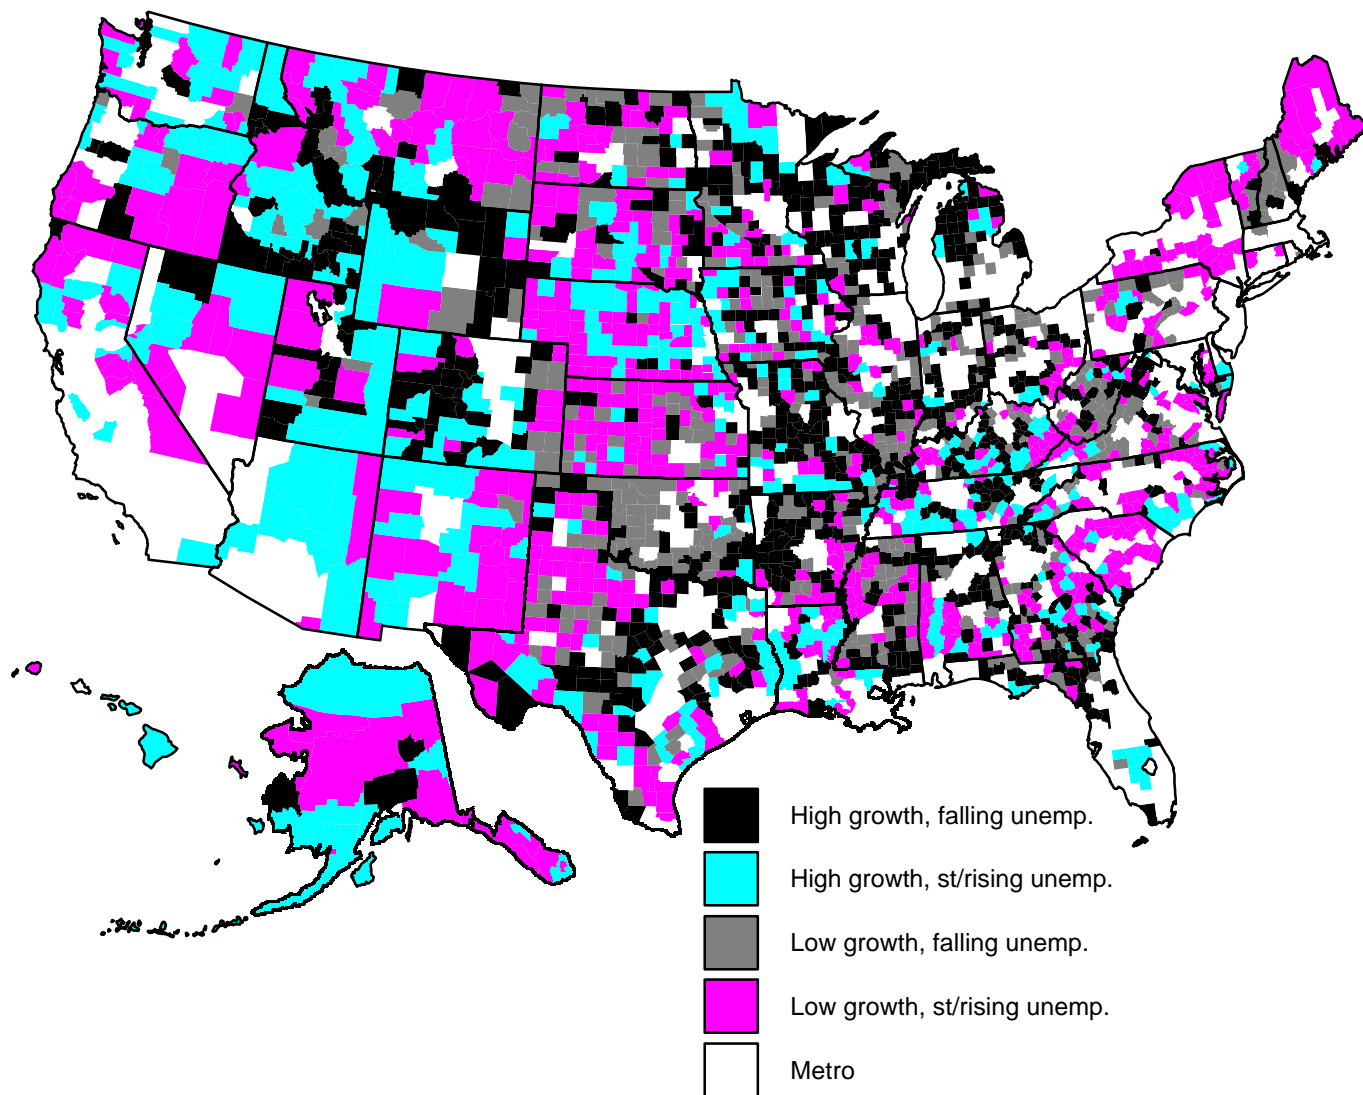 High growth, falling unemp.
High growth, st/rising unemp.
Low growth, falling unemp.
Low growth, st/rising unemp.
Metro